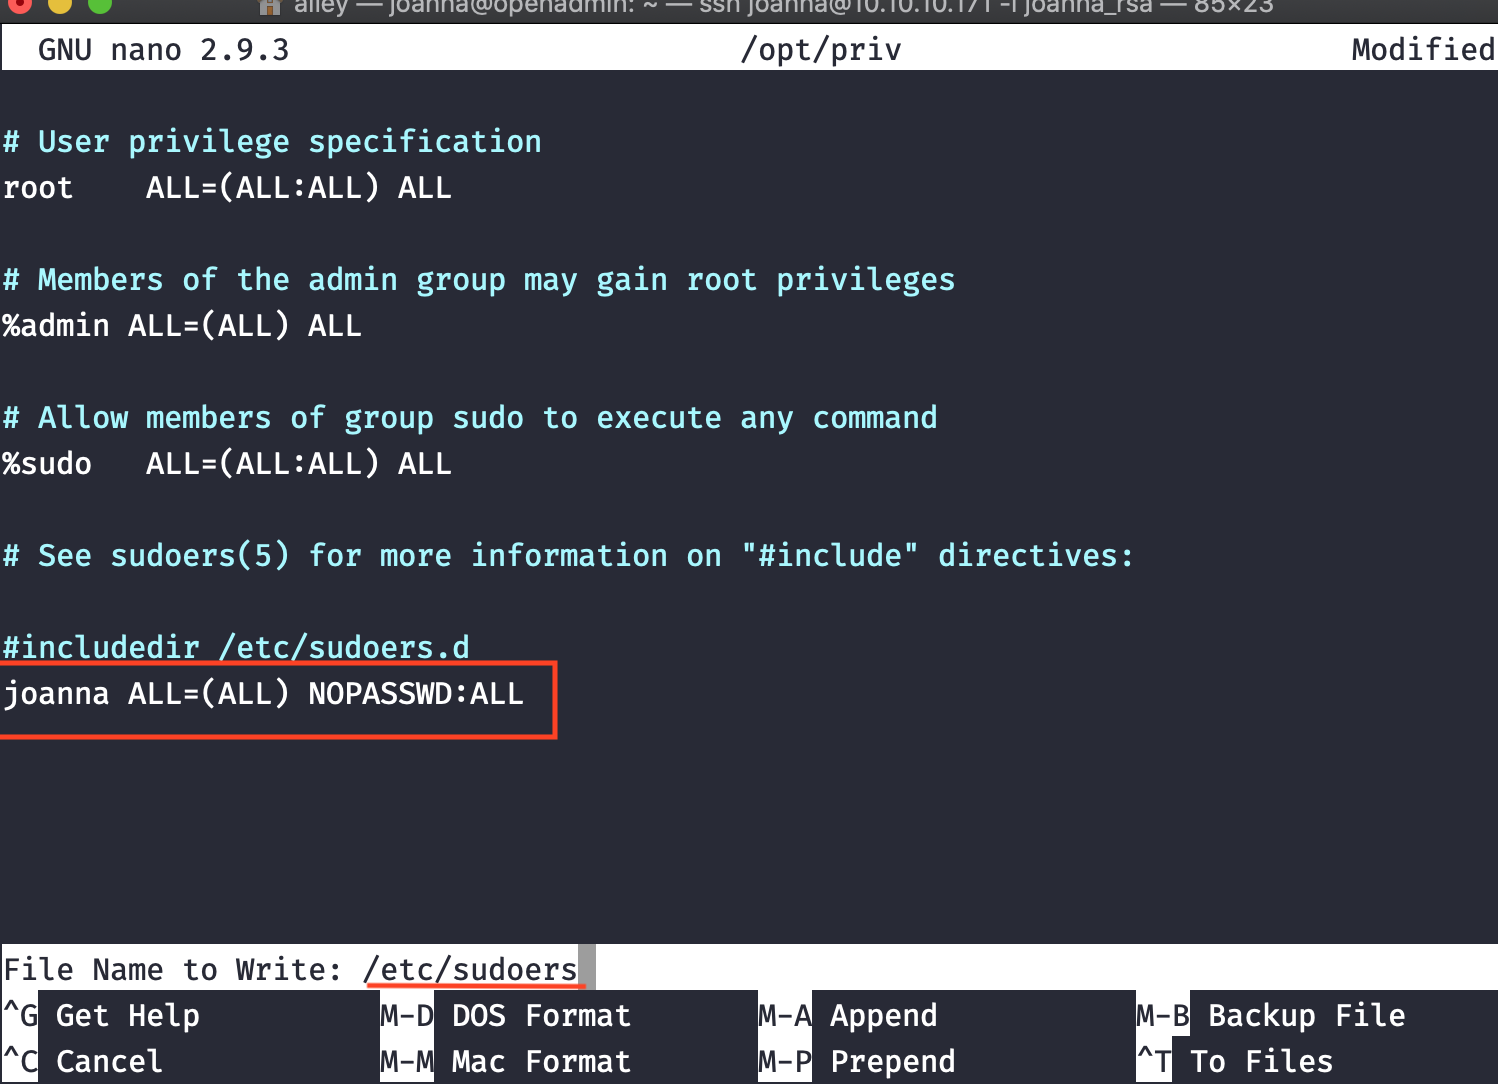 alley — joanna@openadmin: ~ — ssh joanna@10.10.10.171 -i joanna_rsa — 85×23
GNU nano 2.9.3 /opt/priv Modified
# User privilege specification
root ALL=(ALL:ALL) ALL
# Members of the admin group may gain root privileges
%admin ALL=(ALL) ALL
# Allow members of group sudo to execute any command
%sudo ALL=(ALL:ALL) ALL
# See sudoers(5) for more information on "#include" directives:
#includedir /etc/sudoers.d
joanna ALL=(ALL) NOPASSWD:ALL
File Name to Write: /etc/sudoers
^G Get Help M-D DOS Format M-A Append M-B Backup File
^C Cancel M-M Mac Format M-P Prepend ^T To Files